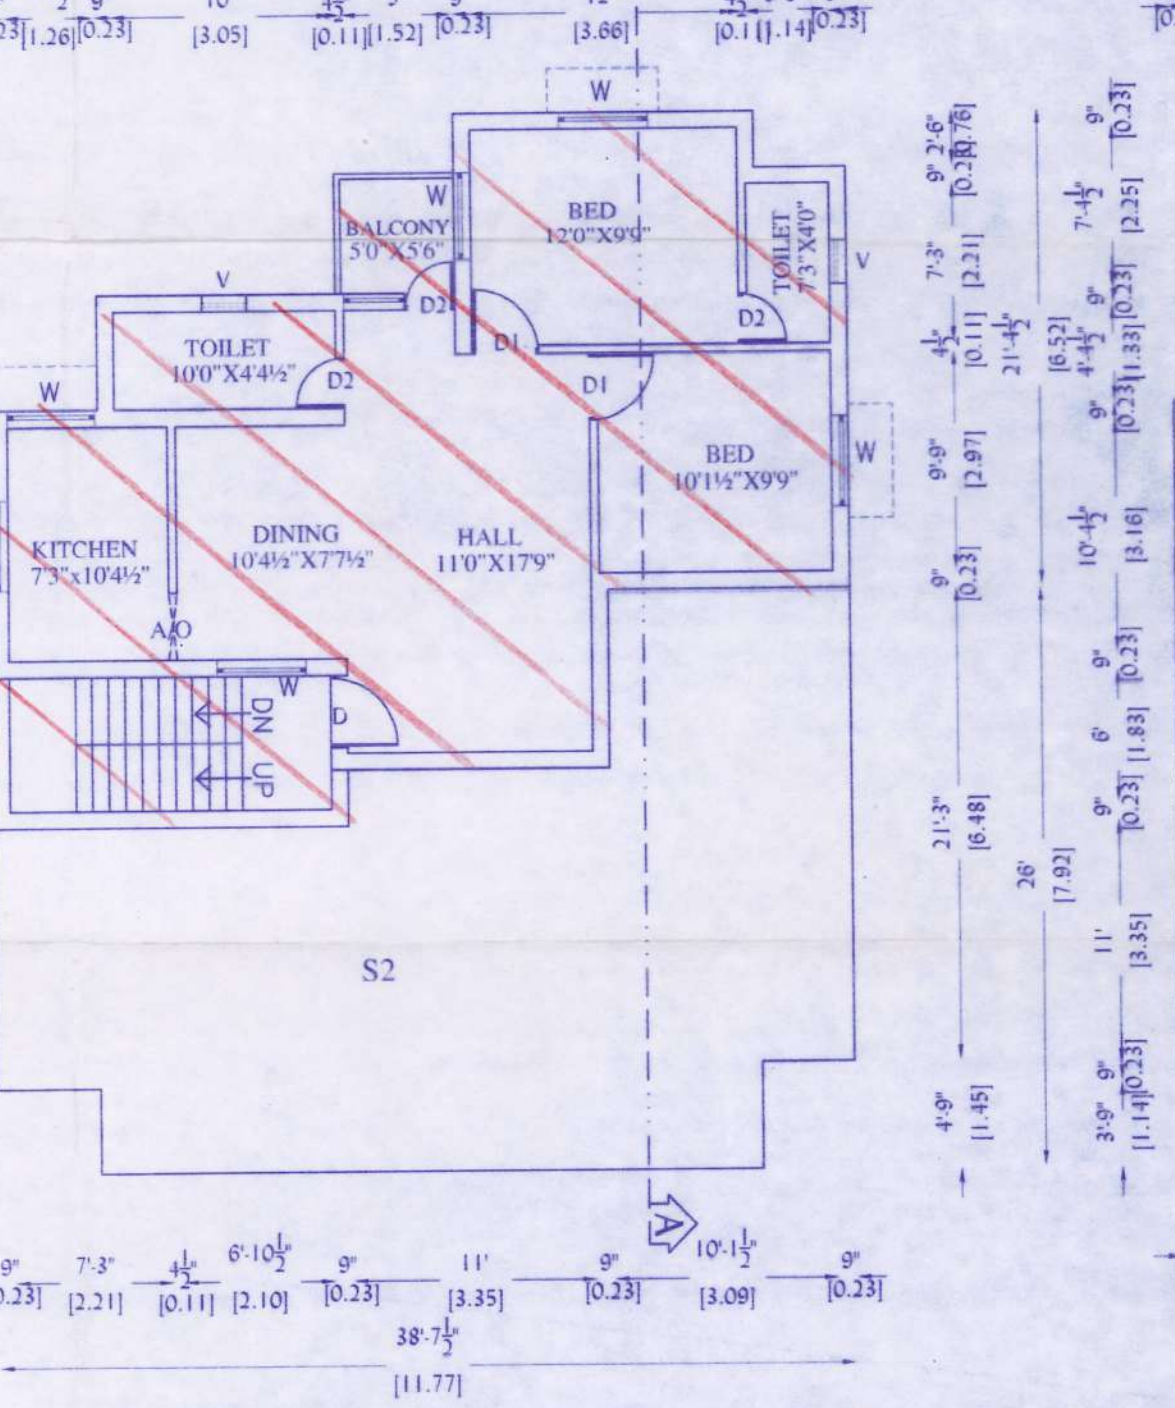 9"
[1.26] [0.23] [3.05] [0.11] [1.52] [0.23] [3.66] [0.11] [1.14] [0.23]
W
W
BALCONY
5'0"X5'6"
BED
12'0"X9'9"
TOILET
7'3"X4'0"
V
V
D2
D1
D2
TOILET
10'0"X4'4½"
D2
D1
W
BED
10'1½"X9'9"
W
KITCHEN
7'3"x10'4½"
DINING
10'4½"X7'7½"
HALL
11'0"X17'9"
A/O
W
DN
UP
D
S2
A
9" 2'-6"
[0.23] [0.76]
7'-3"
[2.21]
4½"
[0.11]
9'-9"
[2.97]
9"
[0.23]
21'-3"
[6.48]
4'-9"
[1.45]
21'-4½"
[6.52]
26'
[7.92]
9"
[0.23]
7'-4½"
[2.25]
9"
[0.23]
4'-4½"
[1.33]
9"
[0.23]
10'-4½"
[3.16]
9"
[0.23]
6'
[1.83]
9"
[0.23]
11'
[3.35]
9"
[0.23]
3'-9"
[1.14]
9" 7'-3" 4½" 6'-10½" 9" 11' 9" 10'-1½" 9"
0.23] [2.21] [0.11] [2.10] [0.23] [3.35] [0.23] [3.09] [0.23]
38'-7½"
[11.77]